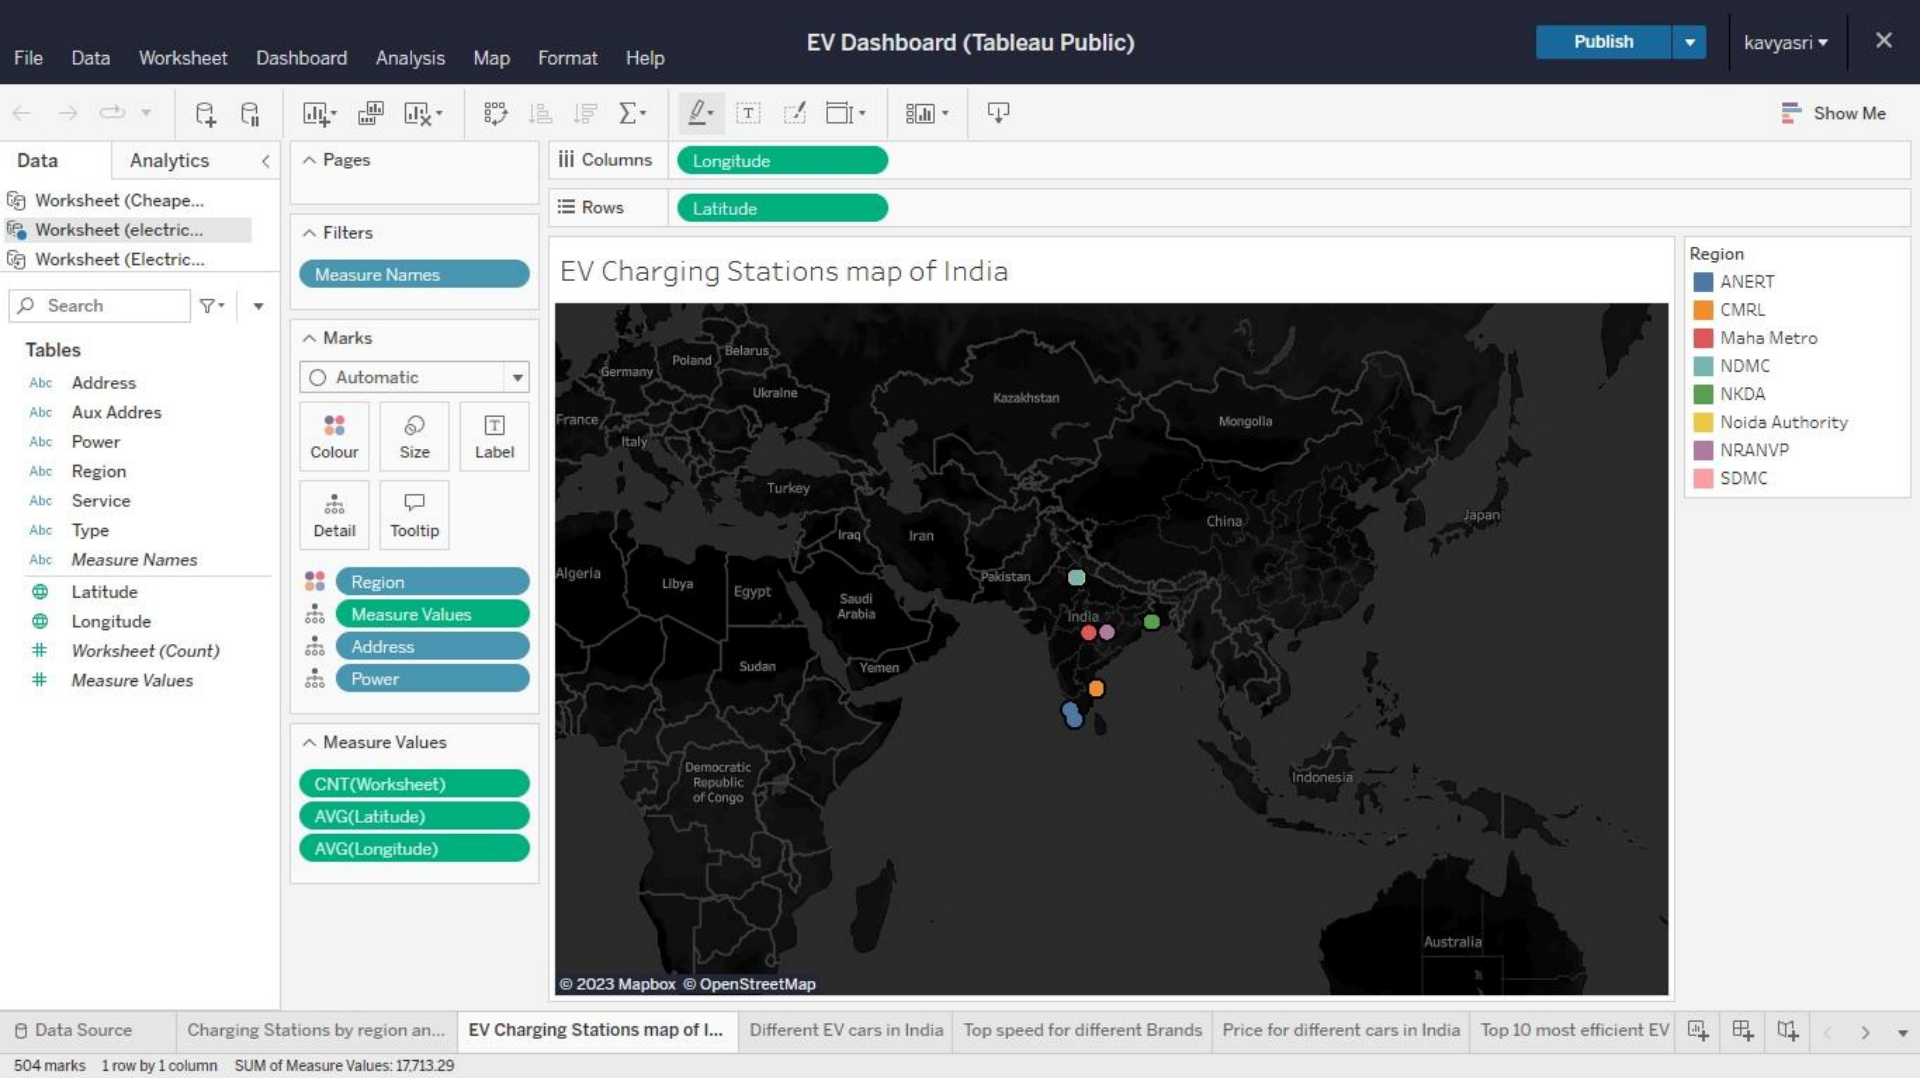 EV Dashboard (Tableau Public)
Publish
kavyasri
File Data Worksheet Dashboard Analysis Map Format Help
Show Me
Data Analytics
Worksheet (Cheape...
Worksheet (electric...
Worksheet (Electric...
Search
Tables
Abc Address
Abc Aux Addres
Abc Power
Abc Region
Abc Service
Abc Type
Abc Measure Names
Latitude
Longitude
# Worksheet (Count)
# Measure Values
Pages
Filters
Measure Names
Marks
Automatic
Colour Size Label
Detail Tooltip
Region
Measure Values
Address
Power
Measure Values
CNT(Worksheet)
AVG(Latitude)
AVG(Longitude)
Columns Longitude
Rows Latitude
EV Charging Stations map of India
Belarus
Poland
Germany
Ukraine
Kazakhstan
France
Mongolia
Italy
Turkey
Japan
China
Iraq
Iran
Algeria
Libya
Egypt
Pakistan
Saudi
Arabia
India
Sudan
Yemen
Democratic
Republic
of Congo
Indonesia
Australia
© 2023 Mapbox © OpenStreetMap
Region
ANERT
CMRL
Maha Metro
NDMC
NKDA
Noida Authority
NRANVP
SDMC
Data Source Charging Stations by region an... EV Charging Stations map of I... Different EV cars in India Top speed for different Brands Price for different cars in India Top 10 most efficient EV
504 marks 1 row by 1 column SUM of Measure Values: 17,713.29